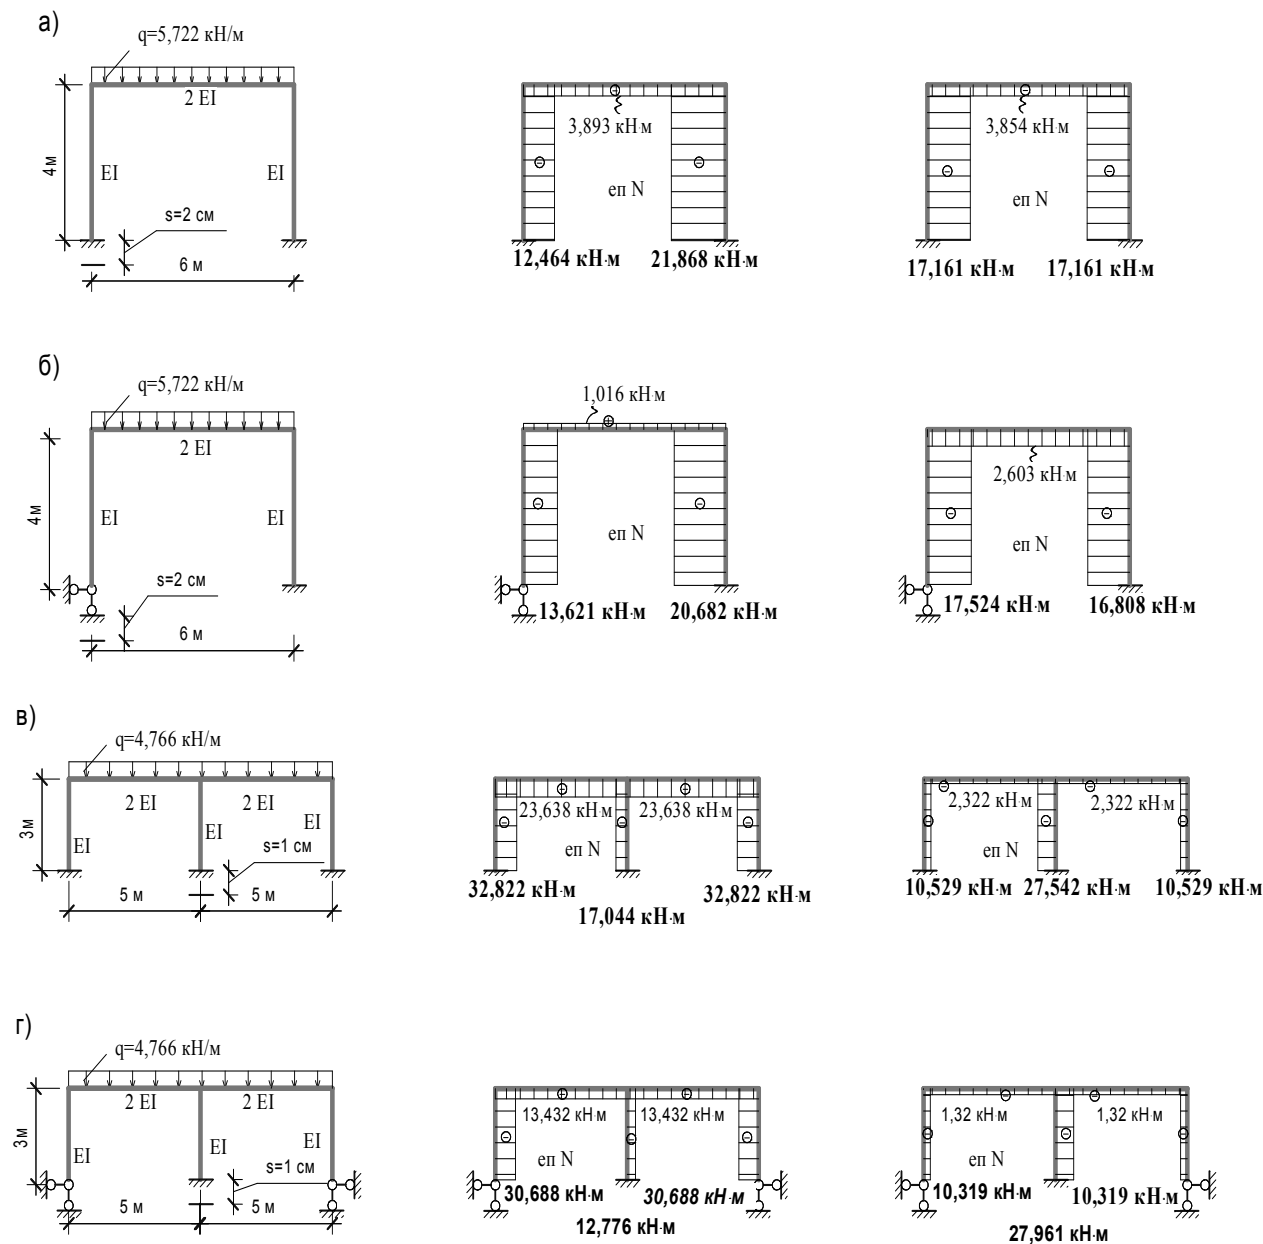 а)
q=5,722 кН/м
2 EI
EI
EI
4м
s=2 см
6 м
3,893 кН·м
еп N
12,464 кН·м
21,868 кН·м
3,854 кН·м
еп N
17,161 кН·м
17,161 кН·м
б)
q=5,722 кН/м
2 EI
EI
EI
4м
s=2 см
6 м
1,016 кН·м
еп N
13,621 кН·м
20,682 кН·м
2,603 кН·м
еп N
17,524 кН·м
16,808 кН·м
в)
q=4,766 кН/м
2 EI
2 EI
EI
EI
EI
3м
s=1 см
5 м
5 м
23,638 кН·м
23,638 кН·м
еп N
32,822 кН·м
17,044 кН·м
32,822 кН·м
2,322 кН·м
2,322 кН·м
еп N
10,529 кН·м
27,542 кН·м
10,529 кН·м
г)
q=4,766 кН/м
2 EI
2 EI
EI
EI
EI
3м
s=1 см
5 м
5 м
13,432 кН·м
13,432 кН·м
еп N
30,688 кН·м
30,688 кН·м
12,776 кН·м
1,32 кН·м
1,32 кН·м
еп N
10,319 кН·м
10,319 кН·м
27,961 кН·м